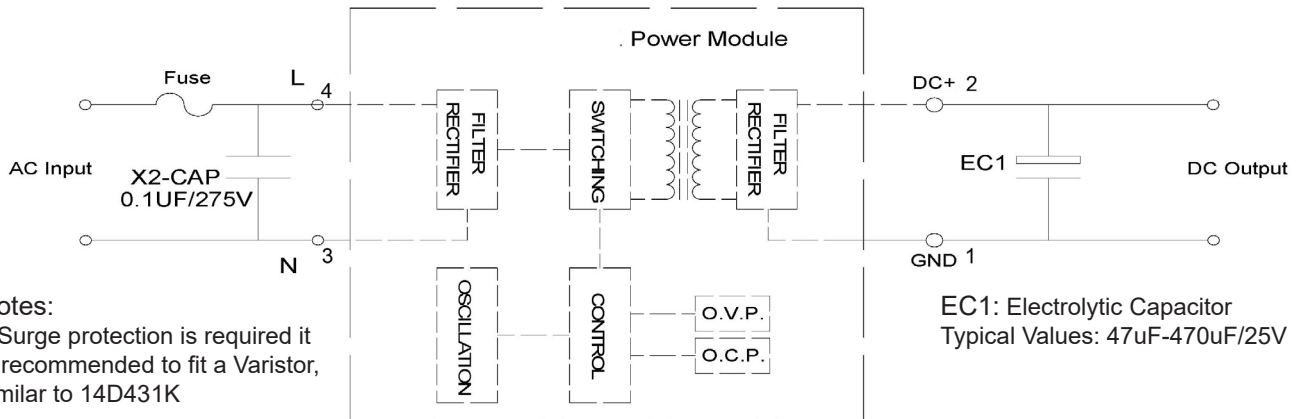 . Power Module
Fuse
L
4
AC Input
X2-CAP
0.1UF/275V
N
3
FILTER
RECTIFIER
SWITCHING
FILTER
RECTIFIER
OSCILLATION
CONTROL
O.V.P.
O.C.P.
DC+ 2
EC1
DC Output
GND 1
otes:
Surge protection is required it
recommended to fit a Varistor,
milar to 14D431K
EC1: Electrolytic Capacitor
Typical Values: 47uF-470uF/25V